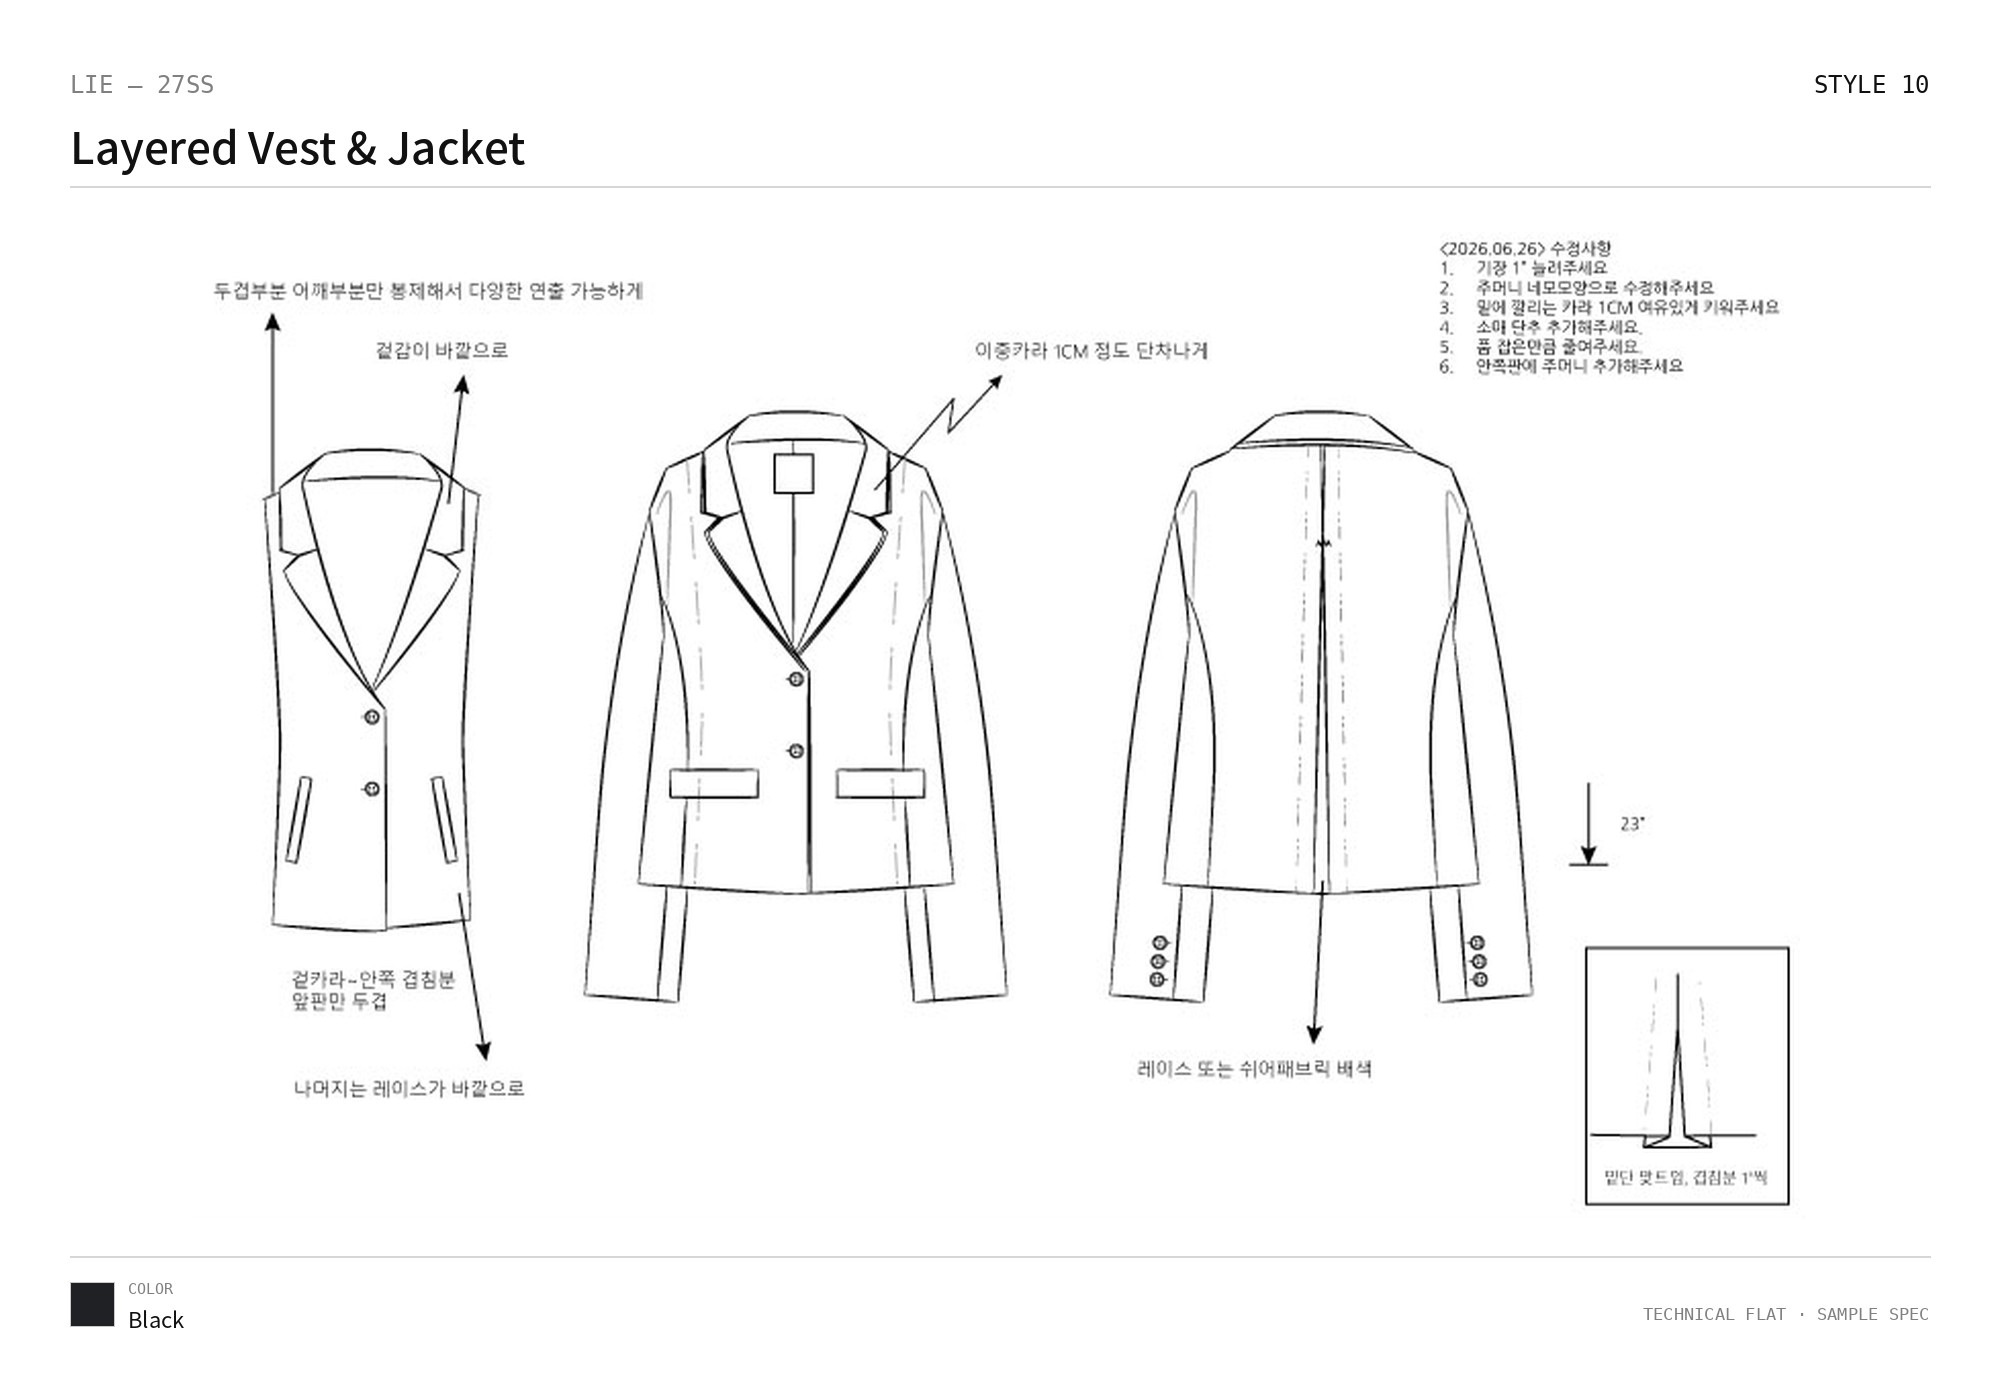 LIE — 27SS
STYLE 10
Layered Vest & Jacket
<2026.06.26> 수정사항
1. 기장 1" 늘려주세요
2. 주머니 네모모양으로 수정해주세요
3. 밑에 깔리는 카라 1CM 여유있게 키워주세요
4. 소매 단추 추가해주세요.
5. 품 잡은만큼 줄여주세요.
6. 안쪽판에 주머니 추가해주세요
두겹부분 어깨부분만 봉제해서 다양한 연출 가능하게
겉감이 바깥으로
이중카라 1CM 정도 단차나게
23"
겉카라~안쪽 겹침분
앞판만 두겹
나머지는 레이스가 바깥으로
레이스 또는 쉬어패브릭 배색
밑단 맞드임, 겹침분 1"씩
COLOR
Black
TECHNICAL FLAT · SAMPLE SPEC